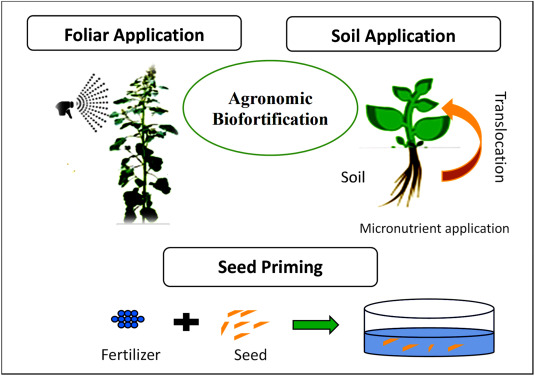 Foliar Application
Soil Application
Agronomic
Biofortification
Translocation
Soil
Micronutrient application
Seed Priming
Fertilizer
Seed